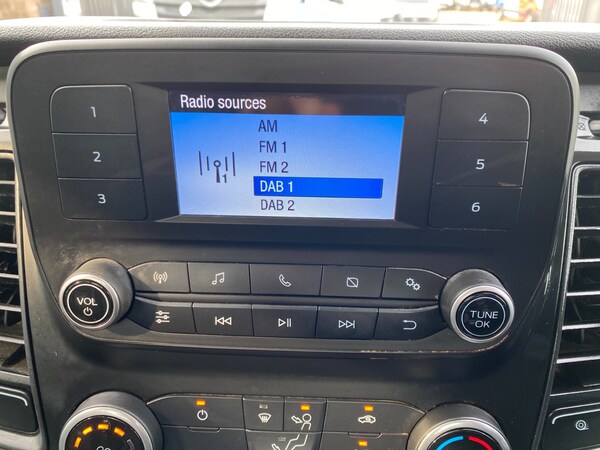 Radio sources
AM
FM 1
FM 2
DAB 1
DAB 2
1
1
2
3
4
5
6
VOL
TUNE
OK